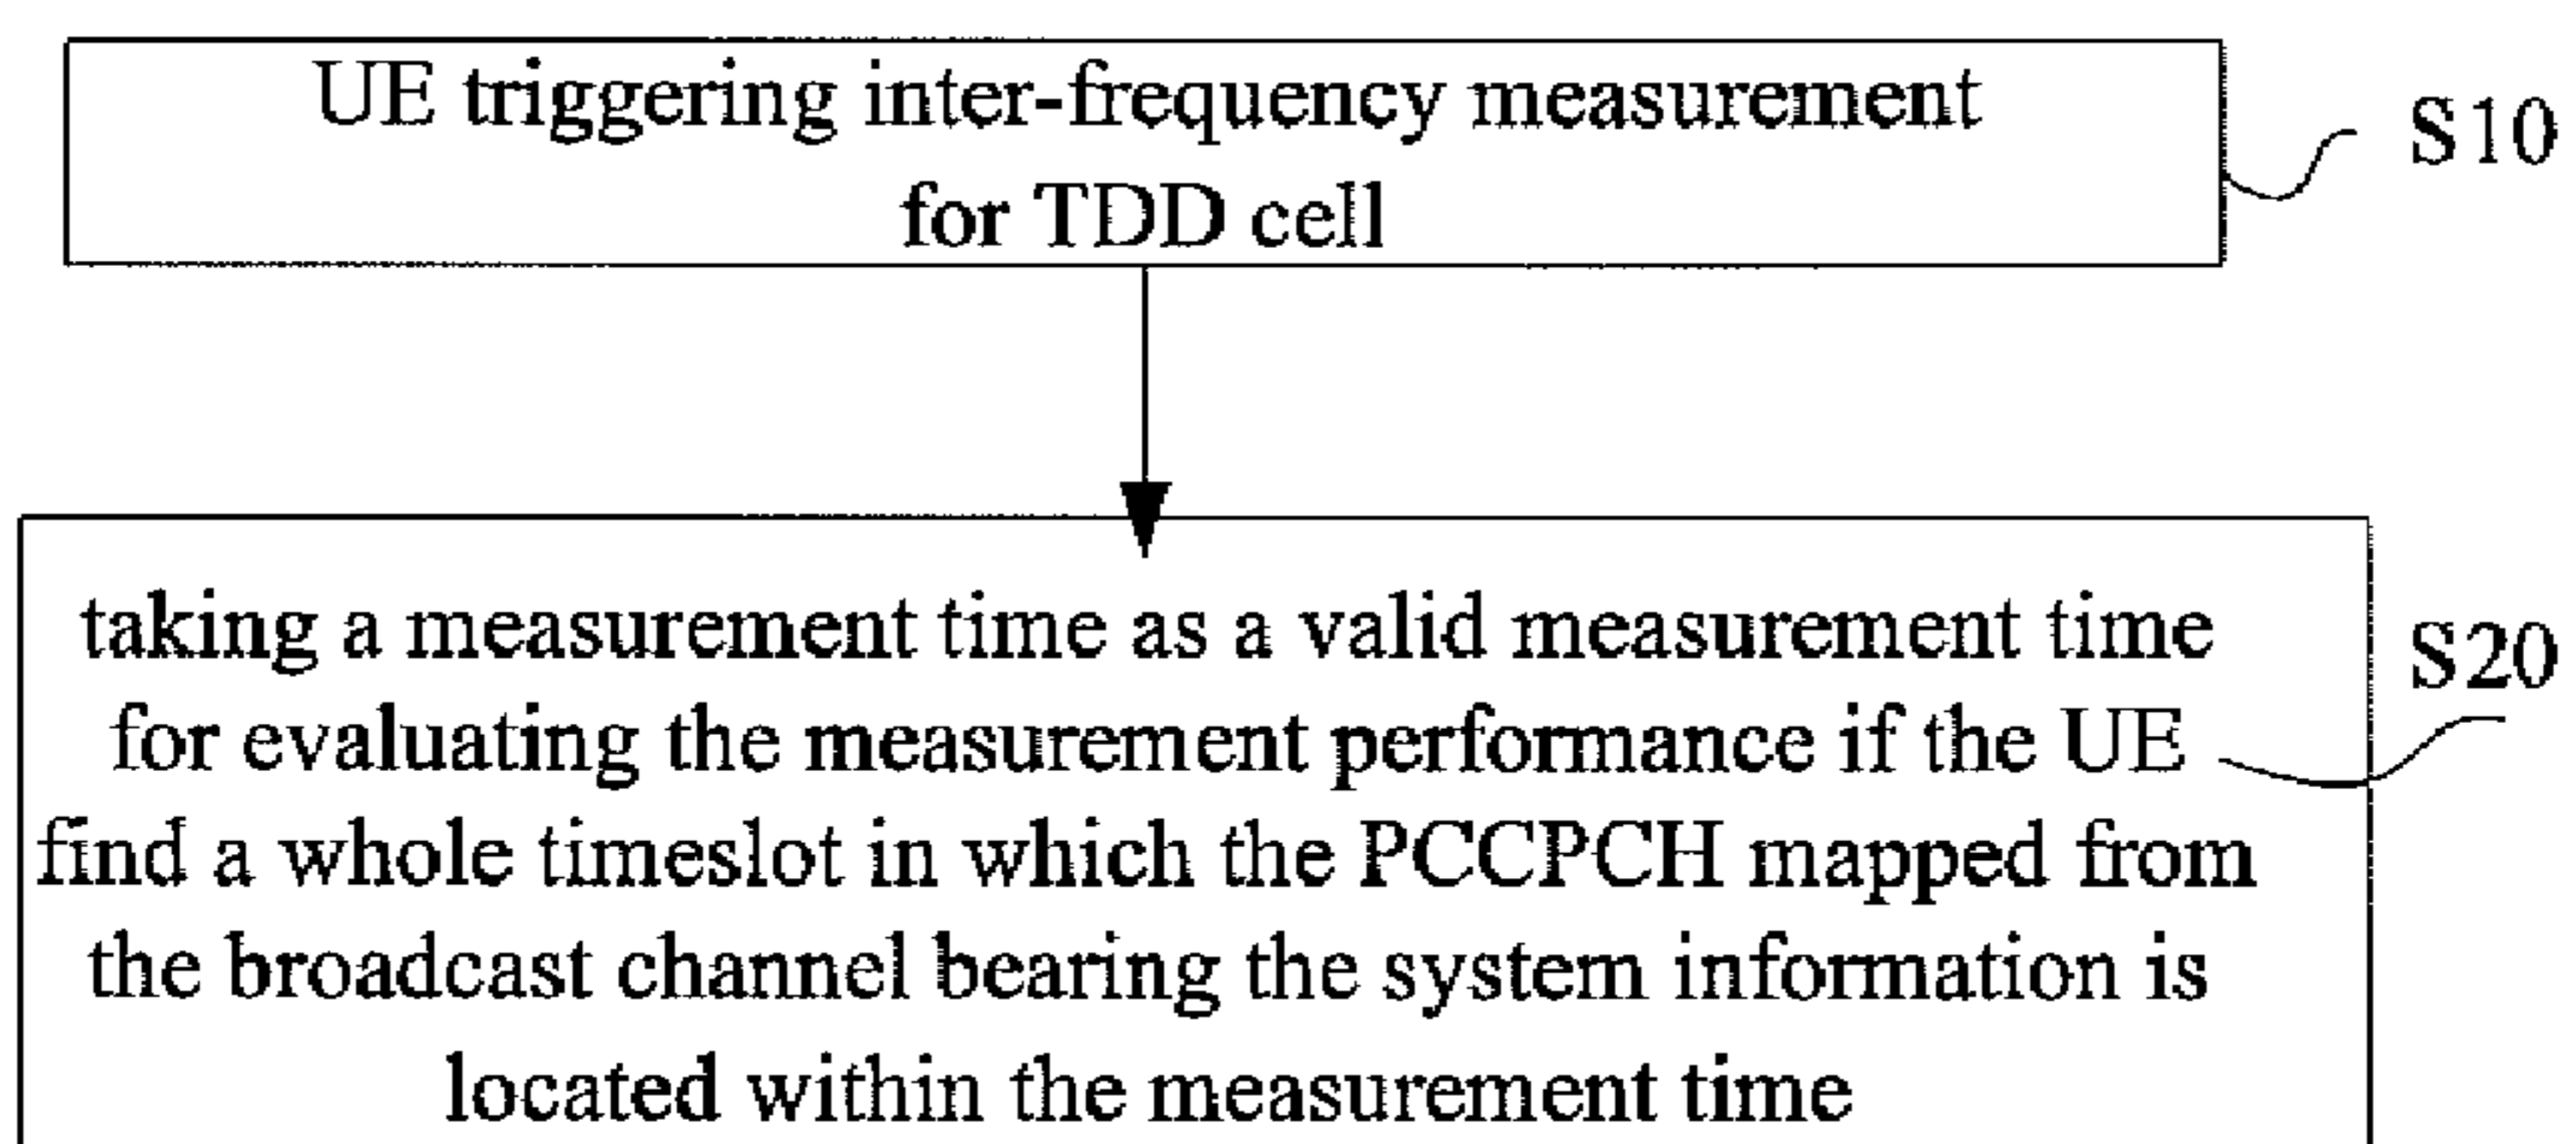 UE triggering inter-frequency measurement
for TDD cell
S10
taking a measurement time as a valid measurement time
for evaluating the measurement performance if the UE
find a whole timeslot in which the PCCPCH mapped from
the broadcast channel bearing the system information is
located within the measurement time
S20